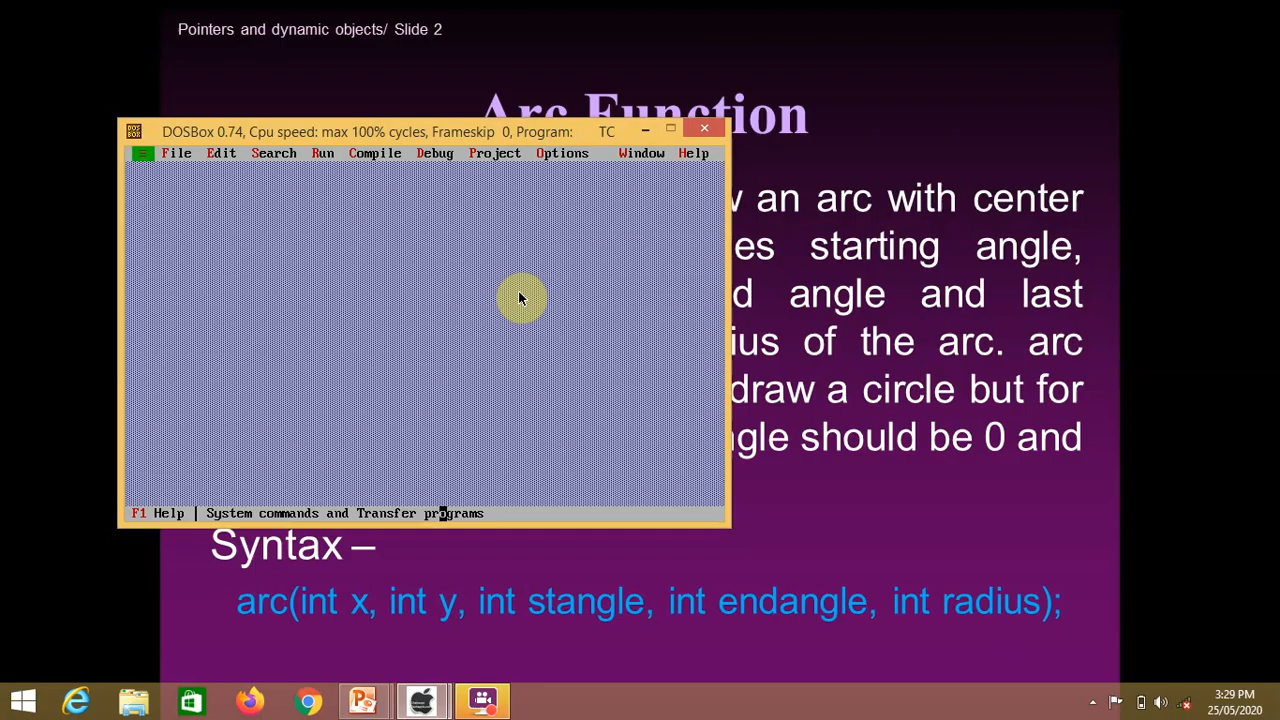 Pointers and dynamic objects/ Slide 2
Arc Function
DOSBox 0.74, Cpu speed: max 100% cycles, Frameskip 0, Program: TC
File Edit Search Run Compile Debug Project Options Window Help
an arc with center
starting angle,
angle and last
of the arc. arc
draw a circle but for
should be 0 and
F1 Help | System commands and Transfer programs
Syntax –
arc(int x, int y, int stangle, int endangle, int radius);
3:29 PM
25/05/2020